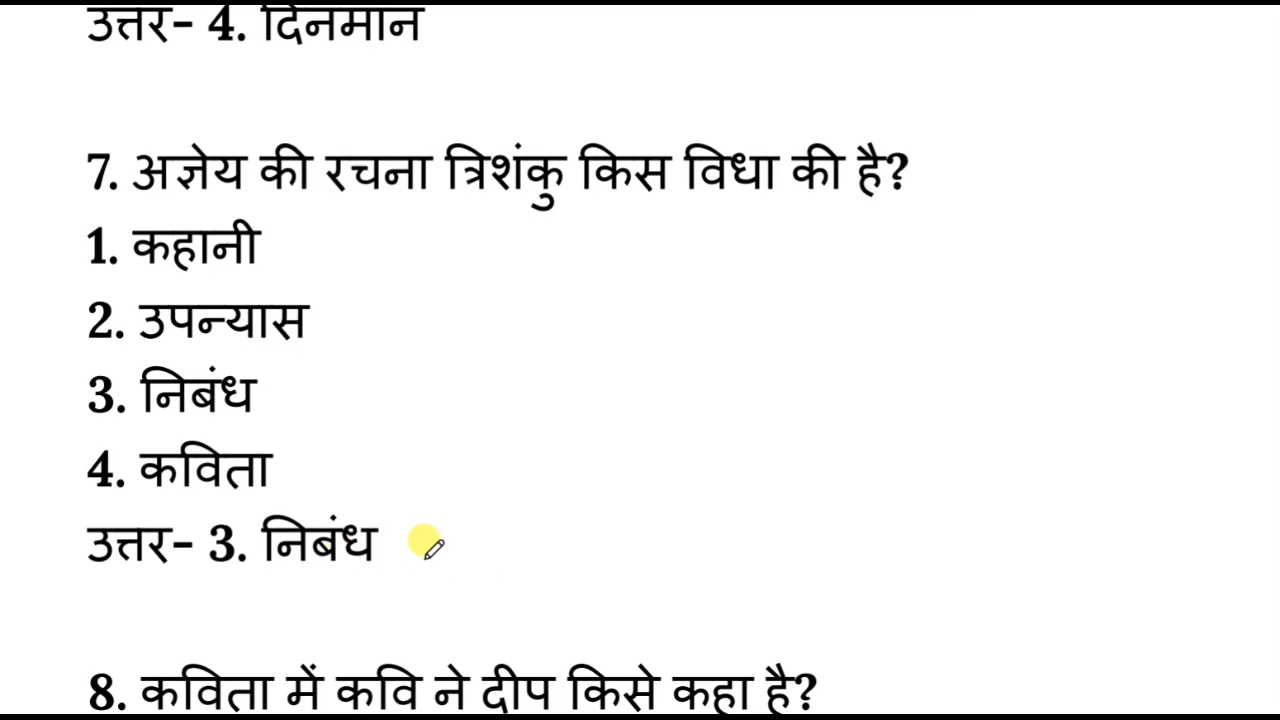 उत्तर- 4. दिनमान
7. अज्ञेय की रचना त्रिशंकु किस विधा की है?
1. कहानी
2. उपन्यास
3. निबंध
4. कविता
उत्तर- 3. निबंध
8. कविता में कवि ने दीप किसे कहा है?